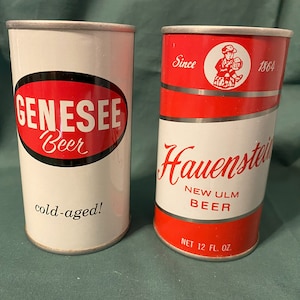 GENESEE
Beer
cold-aged!
Since 1864
Hauenstein
NEW ULM
BEER
NET 12 FL. OZ.